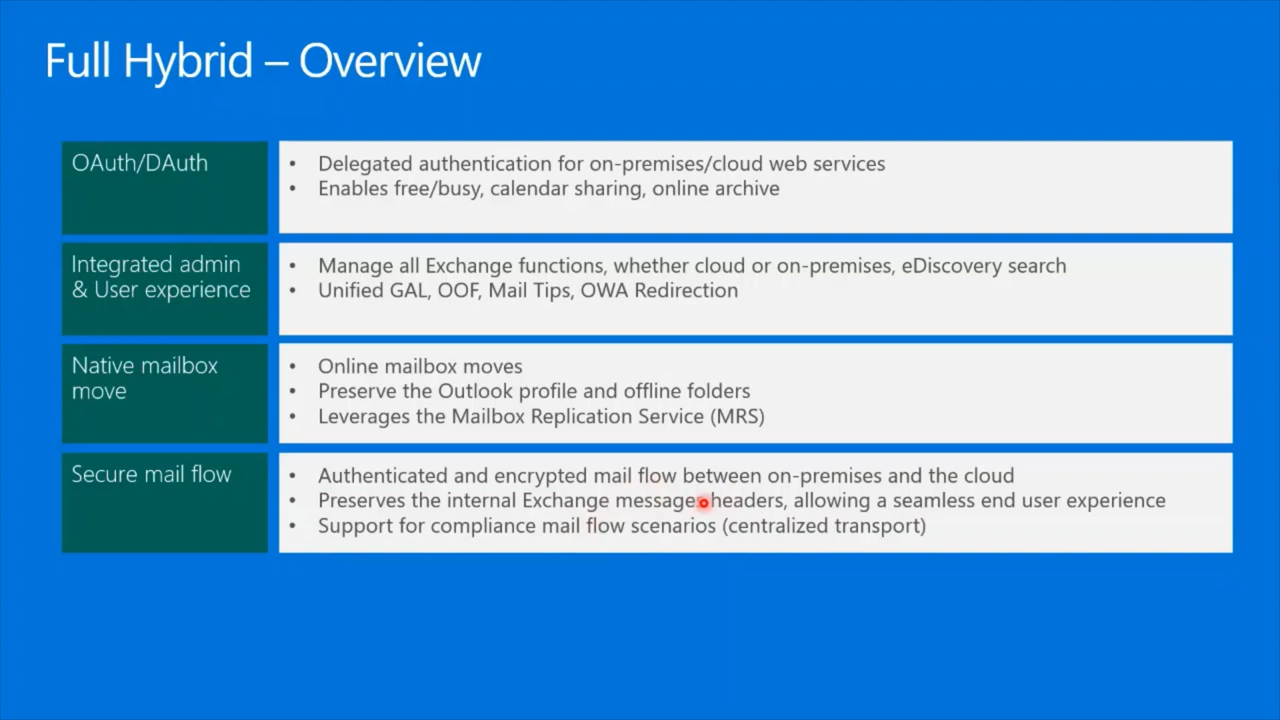 Full Hybrid – Overview
OAuth/DAuth
• Delegated authentication for on-premises/cloud web services
• Enables free/busy, calendar sharing, online archive
Integrated admin
& User experience
• Manage all Exchange functions, whether cloud or on-premises, eDiscovery search
• Unified GAL, OOF, Mail Tips, OWA Redirection
Native mailbox
move
• Online mailbox moves
• Preserve the Outlook profile and offline folders
• Leverages the Mailbox Replication Service (MRS)
Secure mail flow
• Authenticated and encrypted mail flow between on-premises and the cloud
• Preserves the internal Exchange messages headers, allowing a seamless end user experience
• Support for compliance mail flow scenarios (centralized transport)